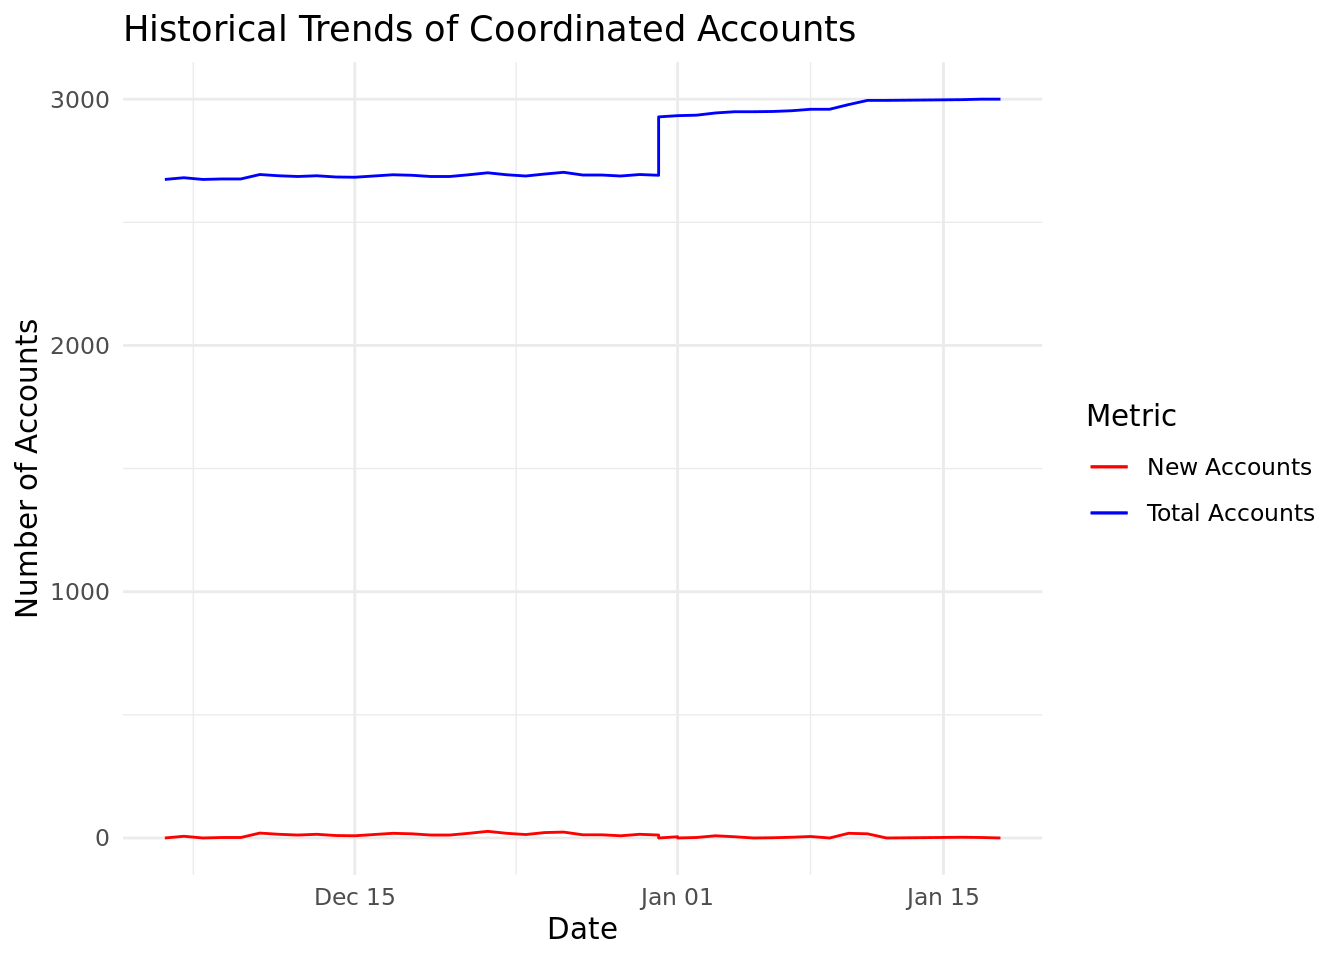 Historical Trends of Coordinated Accounts
Number of Accounts
3000
2000
1000
0
Dec 15
Jan 01
Jan 15
Date
Metric
New Accounts
Total Accounts